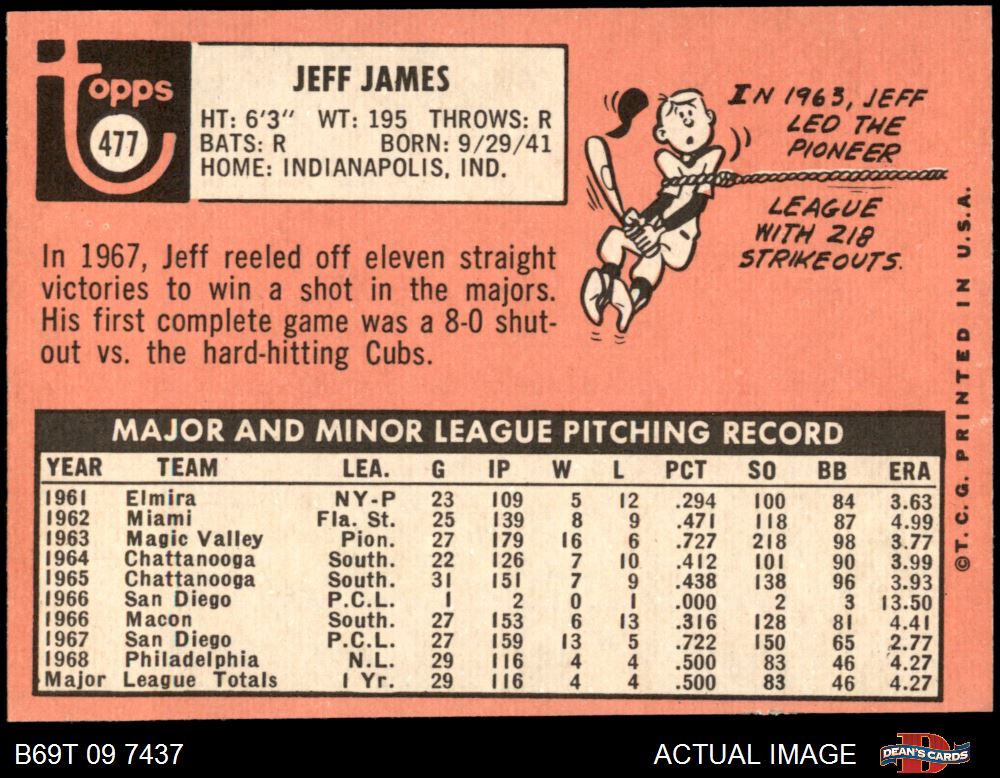 Topps
477
JEFF JAMES
HT: 6'3" WT: 195 THROWS: R
BATS: R BORN: 9/29/41
HOME: INDIANAPOLIS, IND.
In 1967, Jeff reeled off eleven straight
victories to win a shot in the majors.
His first complete game was a 8-0 shut-
out vs. the hard-hitting Cubs.
IN 1963, JEFF
LED THE
PIONEER
LEAGUE
WITH 218
STRIKEOUTS.
MAJOR AND MINOR LEAGUE PITCHING RECORD
YEAR TEAM LEA. G IP W L PCT SO BB ERA
1961 Elmira NY-P 23 109 5 12 .294 100 84 3.63
1962 Miami Fla. St. 25 139 8 9 .471 118 87 4.99
1963 Magic Valley Pion. 27 179 16 6 .727 218 98 3.77
1964 Chattanooga South. 22 126 7 10 .412 101 90 3.99
1965 Chattanooga South. 31 151 7 9 .438 138 96 3.93
1966 San Diego P.C.L. 1 2 0 1 .000 2 3 13.50
1966 Macon South. 27 153 6 13 .316 128 81 4.41
1967 San Diego P.C.L. 27 159 13 5 .722 150 65 2.77
1968 Philadelphia N.L. 29 116 4 4 .500 83 46 4.27
Major League Totals 1 Yr. 29 116 4 4 .500 83 46 4.27
©T. C. G. PRINTED IN U.S.A.
B69T 09 7437
ACTUAL IMAGE
DEAN'S CARDS